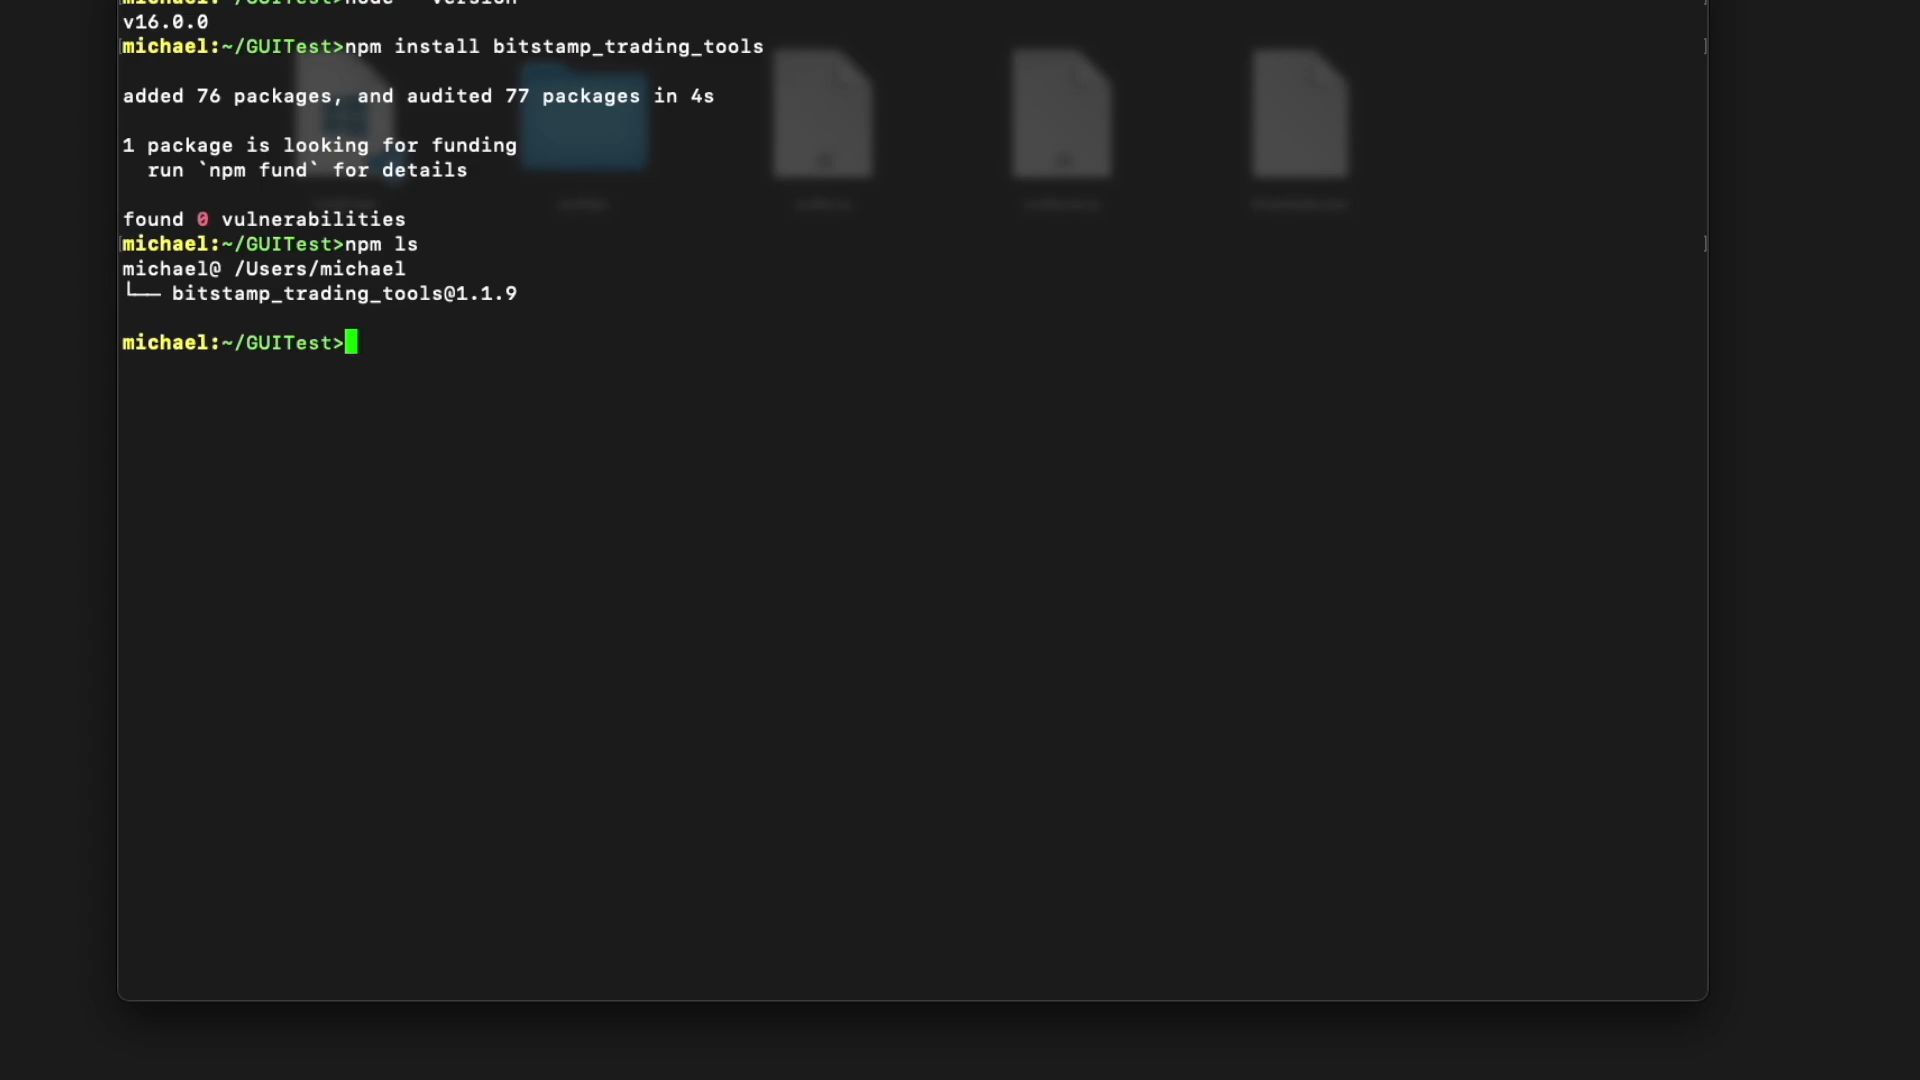 v16.0.0
michael:~/GUITest>npm install bitstamp_trading_tools
added 76 packages, and audited 77 packages in 4s
1 package is looking for funding
run `npm fund` for details
found 0 vulnerabilities
michael:~/GUITest>npm ls
michael@ /Users/michael
└── bitstamp_trading_tools@1.1.9
michael:~/GUITest>